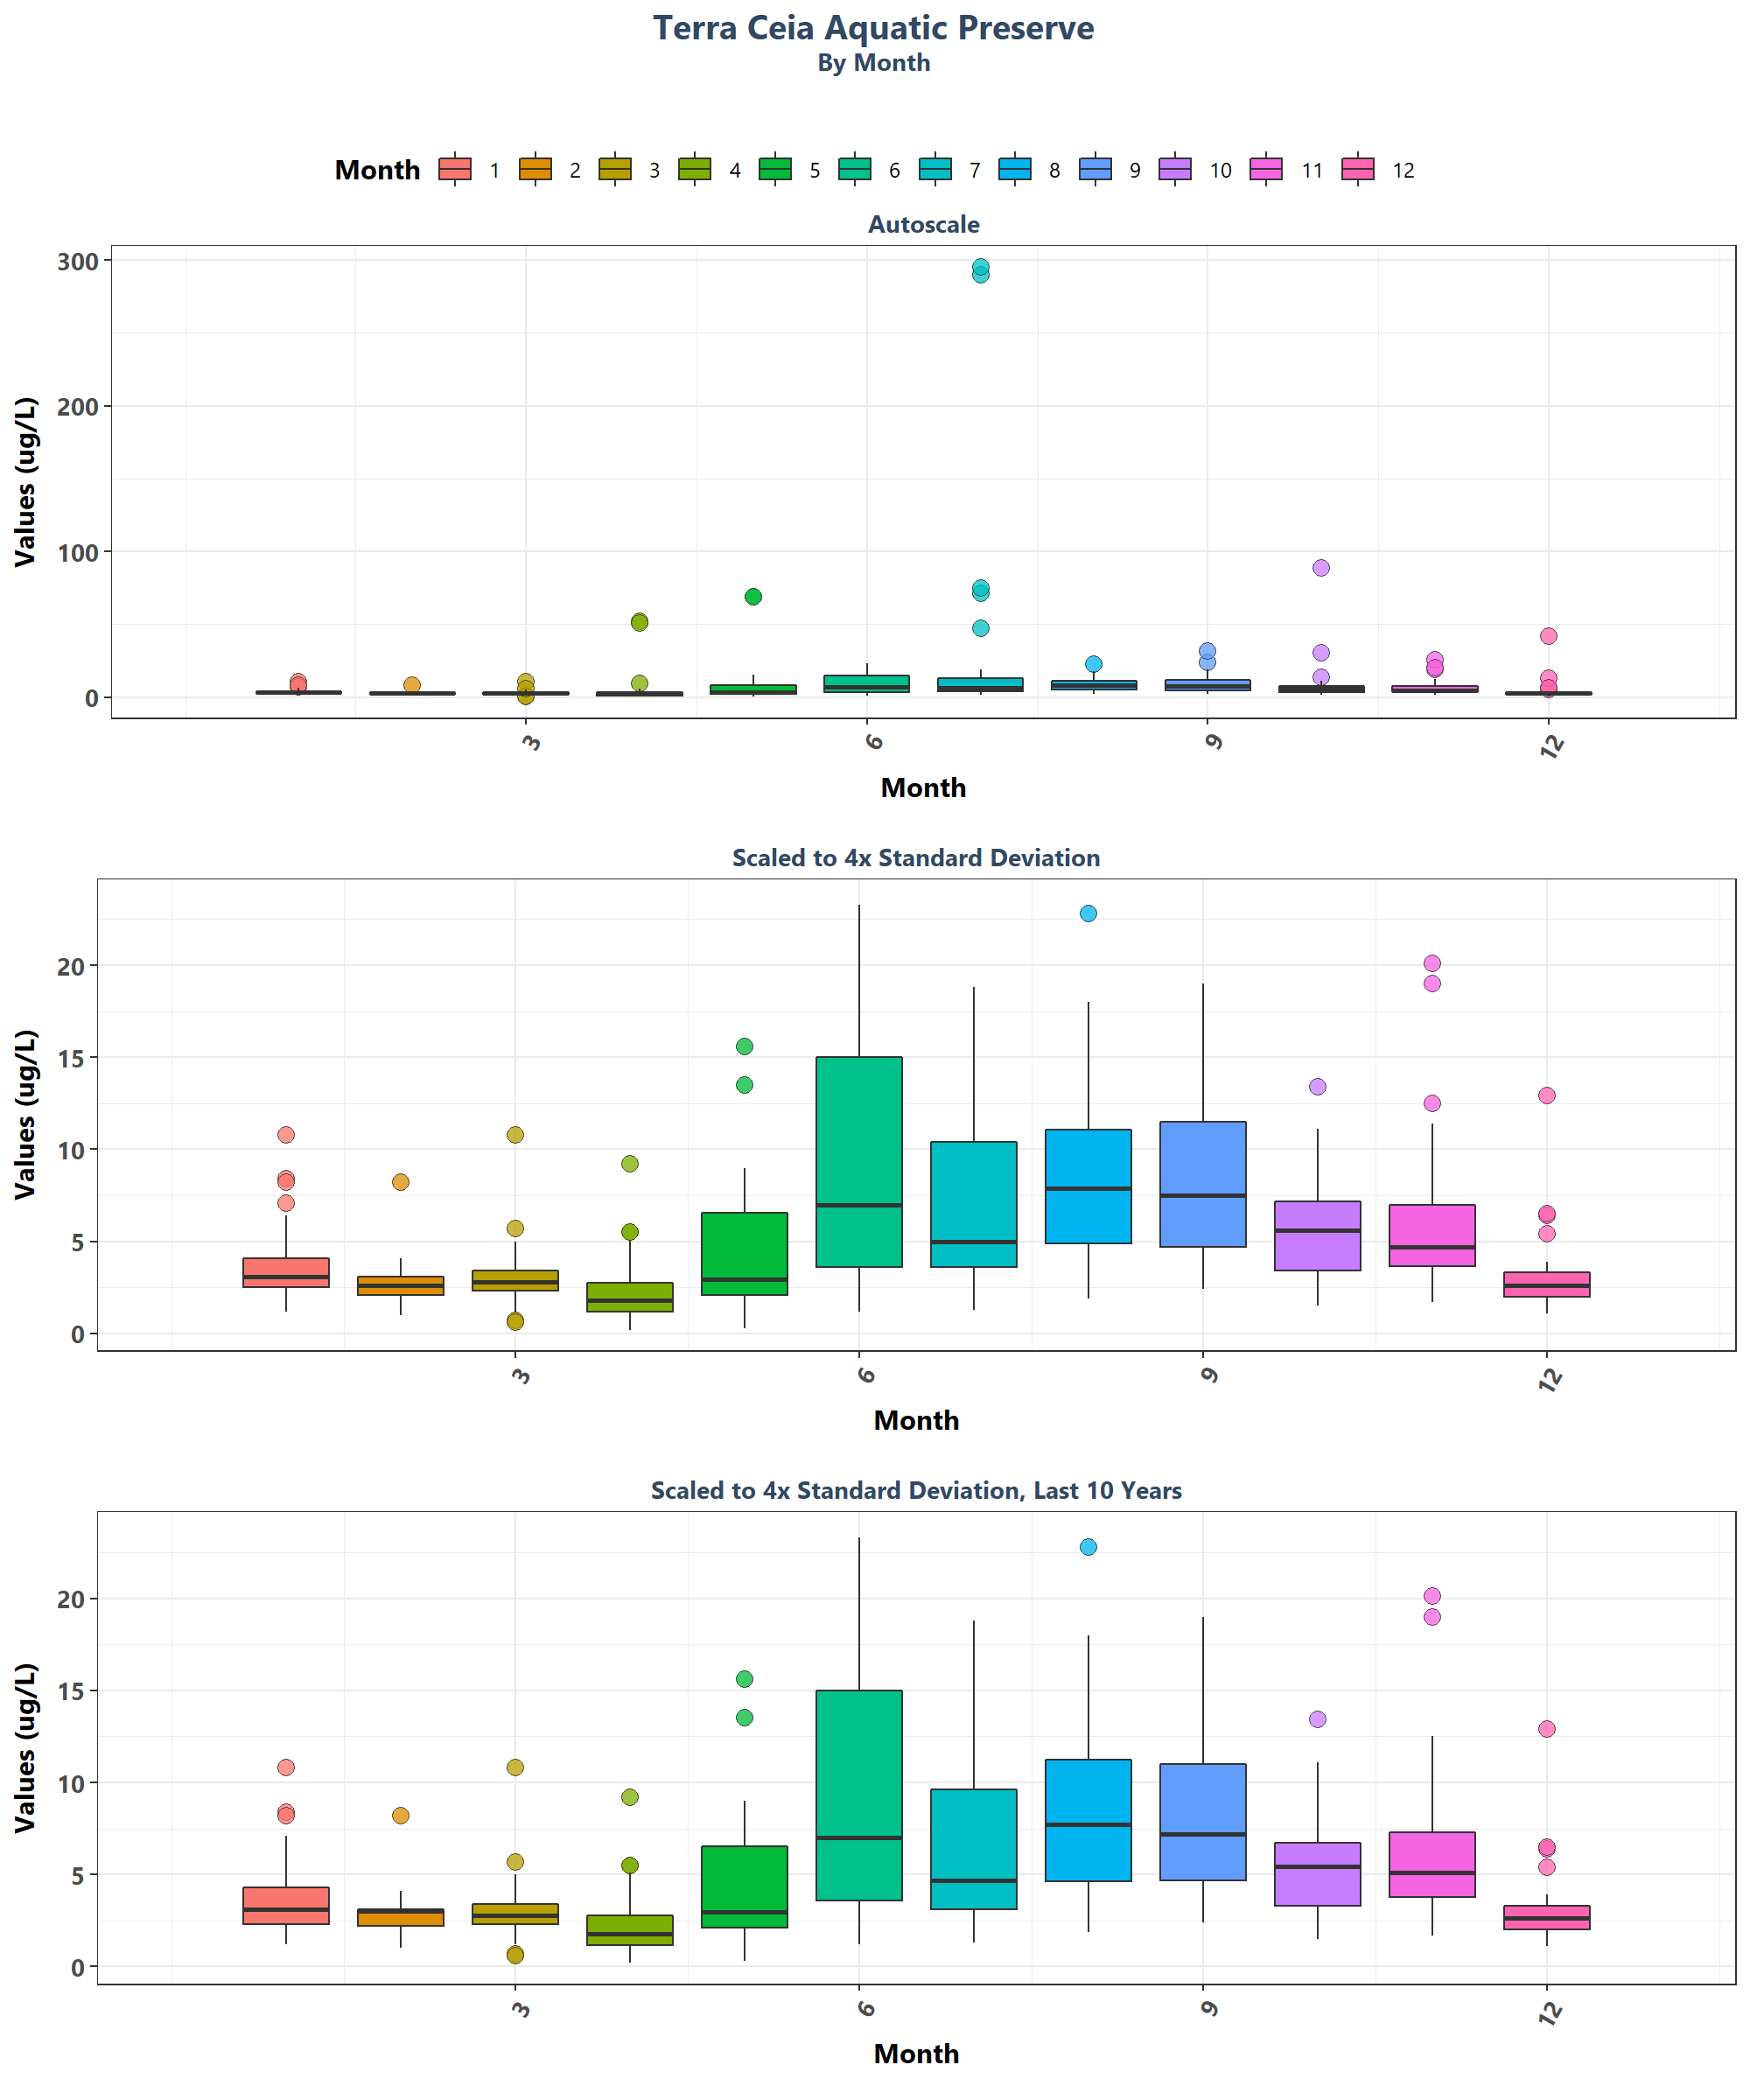 Terra Ceia Aquatic Preserve
By Month
Month 1 2 3 4 5 6 7 8 9 10 11 12
Autoscale
Values (ug/L)
300
200
100
0
3 6 9 12
Month
Scaled to 4x Standard Deviation
Values (ug/L)
20
15
10
5
0
3 6 9 12
Month
Scaled to 4x Standard Deviation, Last 10 Years
Values (ug/L)
20
15
10
5
0
3 6 9 12
Month